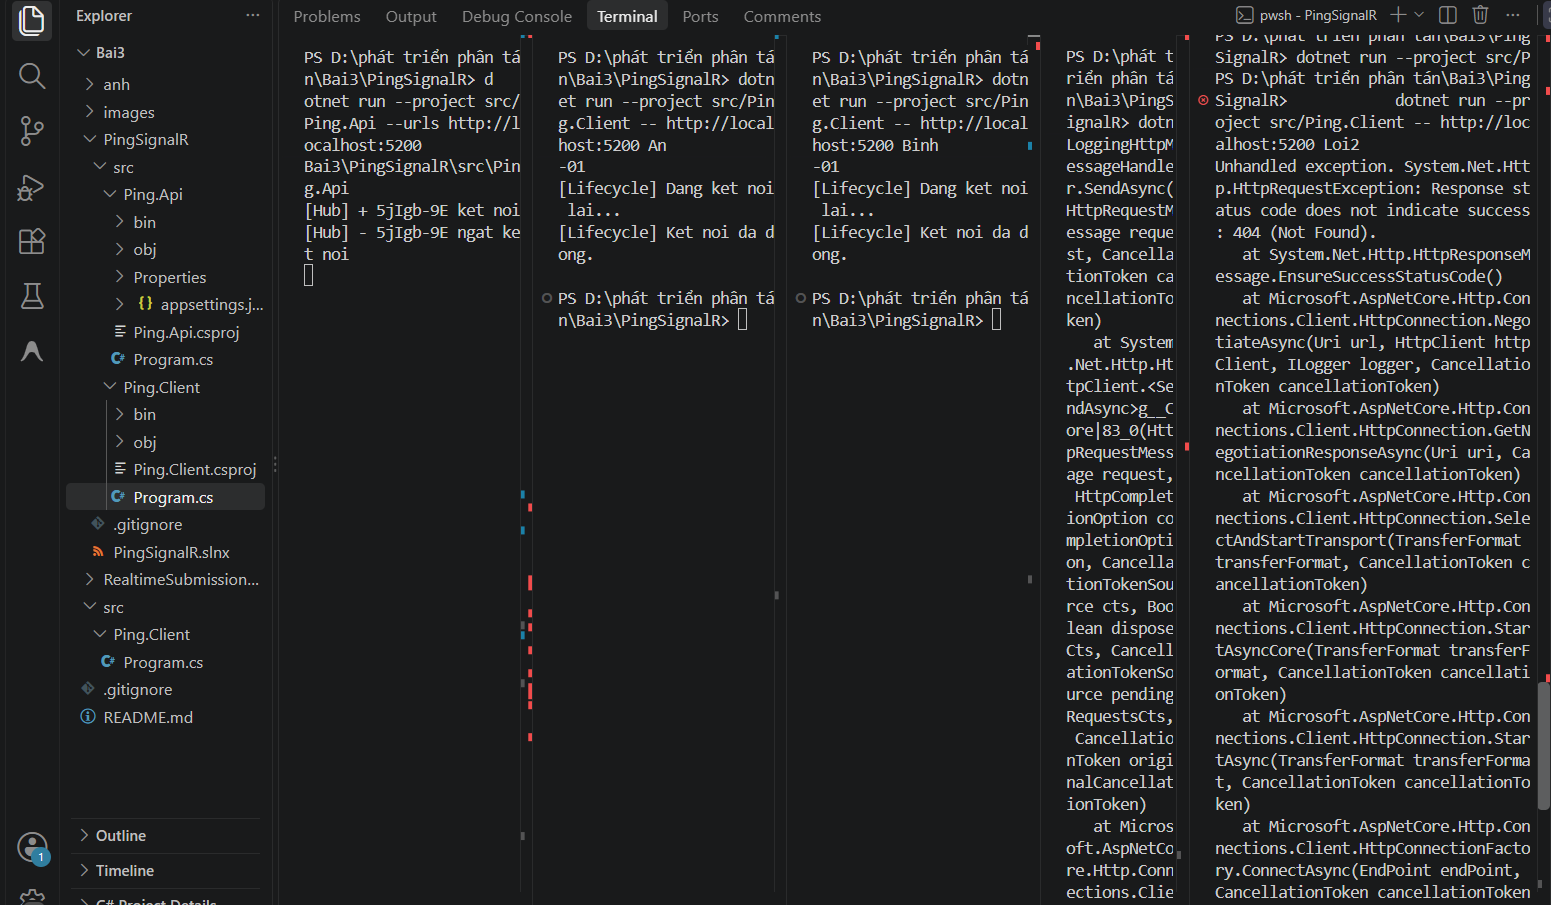 Explorer
Bai3
anh
images
PingSignalR
src
Ping.Api
bin
obj
Properties
{} appsettings.j...
Ping.Api.csproj
C# Program.cs
Ping.Client
bin
obj
Ping.Client.csproj
C# Program.cs
.gitignore
PingSignalR.slnx
RealtimeSubmission...
src
Ping.Client
C# Program.cs
.gitignore
README.md
Outline
Timeline
C# Project Details
1
Problems Output Debug Console Terminal Ports Comments
pwsh - PingSignalR
PS D:\phát triển phân tá
n\Bai3\PingSignalR> d
otnet run --project src/
Ping.Api --urls http://l
ocalhost:5200
Bai3\PingSignalR\src\Pin
g.Api
[Hub] + 5jIgb-9E ket noi
[Hub] - 5jIgb-9E ngat ke
t noi
PS D:\phát triển phân tá
n\Bai3\PingSignalR> dotn
et run --project src/Pin
g.Client -- http://local
host:5200 An
-01
[Lifecycle] Dang ket noi
lai...
[Lifecycle] Ket noi da d
ong.
PS D:\phát triển phân tá
n\Bai3\PingSignalR>
PS D:\phát triển phân tá
n\Bai3\PingSignalR> dotn
et run --project src/Pin
g.Client -- http://local
host:5200 Binh
-01
[Lifecycle] Dang ket noi
lai...
[Lifecycle] Ket noi da d
ong.
PS D:\phát triển phân tá
n\Bai3\PingSignalR>
PS D:\phát t
riển phân tá
n\Bai3\PingS
ignalR> dotn
LoggingHttpM
essageHandle
r.SendAsync(
HttpRequestM
essage reque
st, Cancella
tionToken ca
ncellationTo
ken)
at System
.Net.Http.Ht
tpClient.<Se
ndAsync>g__C
ore|83_0(Htt
pRequestMess
age request,
HttpComplet
ionOption co
mpletionOpti
on, Cancella
tionTokenSou
rce cts, Boo
lean dispose
Cts, Cancell
ationTokenSo
urce pending
RequestsCts,
Cancellatio
nToken origi
nalCancellat
ionToken)
at Micros
oft.AspNetCo
re.Http.Conn
ections.Clie
PS D:\phát triển phân tán\Bai3\Ping
SignalR> dotnet run --project src/P
PS D:\phát triển phân tán\Bai3\Ping
SignalR> dotnet run --pr
oject src/Ping.Client -- http://loc
alhost:5200 Loi2
Unhandled exception. System.Net.Htt
p.HttpRequestException: Response st
atus code does not indicate success
: 404 (Not Found).
at System.Net.Http.HttpResponseM
essage.EnsureSuccessStatusCode()
at Microsoft.AspNetCore.Http.Con
nections.Client.HttpConnection.Nego
tiateAsync(Uri url, HttpClient http
Client, ILogger logger, Cancellatio
nToken cancellationToken)
at Microsoft.AspNetCore.Http.Con
nections.Client.HttpConnection.GetN
egotiationResponseAsync(Uri uri, Ca
ncellationToken cancellationToken)
at Microsoft.AspNetCore.Http.Con
nections.Client.HttpConnection.Sele
ctAndStartTransport(TransferFormat
transferFormat, CancellationToken c
ancellationToken)
at Microsoft.AspNetCore.Http.Con
nections.Client.HttpConnection.Star
tAsyncCore(TransferFormat transferF
ormat, CancellationToken cancellati
onToken)
at Microsoft.AspNetCore.Http.Con
nections.Client.HttpConnection.Star
tAsync(TransferFormat transferForma
t, CancellationToken cancellationTo
ken)
at Microsoft.AspNetCore.Http.Con
nections.Client.HttpConnectionFacto
ry.ConnectAsync(EndPoint endPoint,
CancellationToken cancellationToken